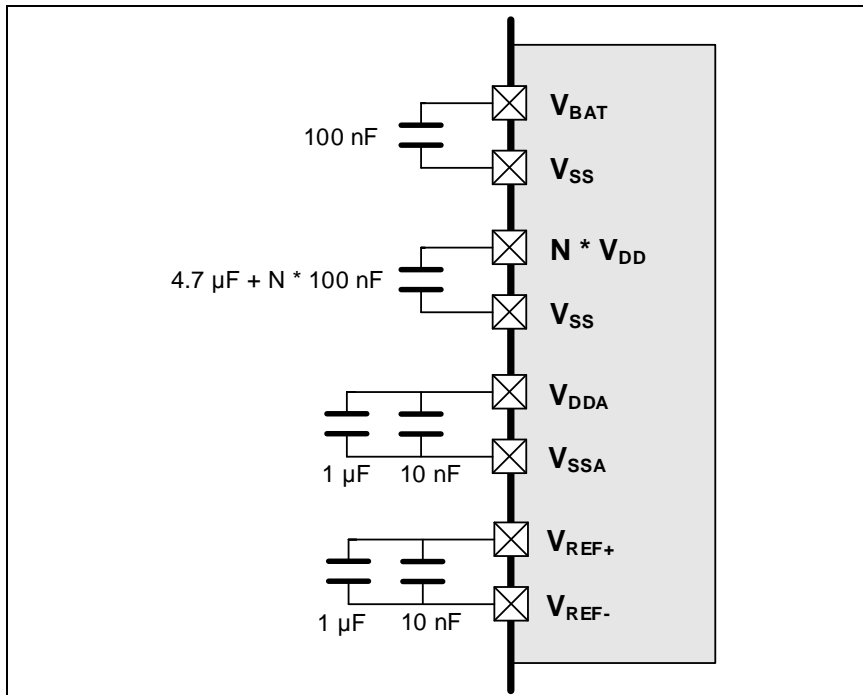 V_BAT
100 nF
V_SS
N * V_DD
4.7 µF + N * 100 nF
V_SS
V_DDA
V_SSA
1 µF 10 nF
V_REF+
V_REF-
1 µF 10 nF